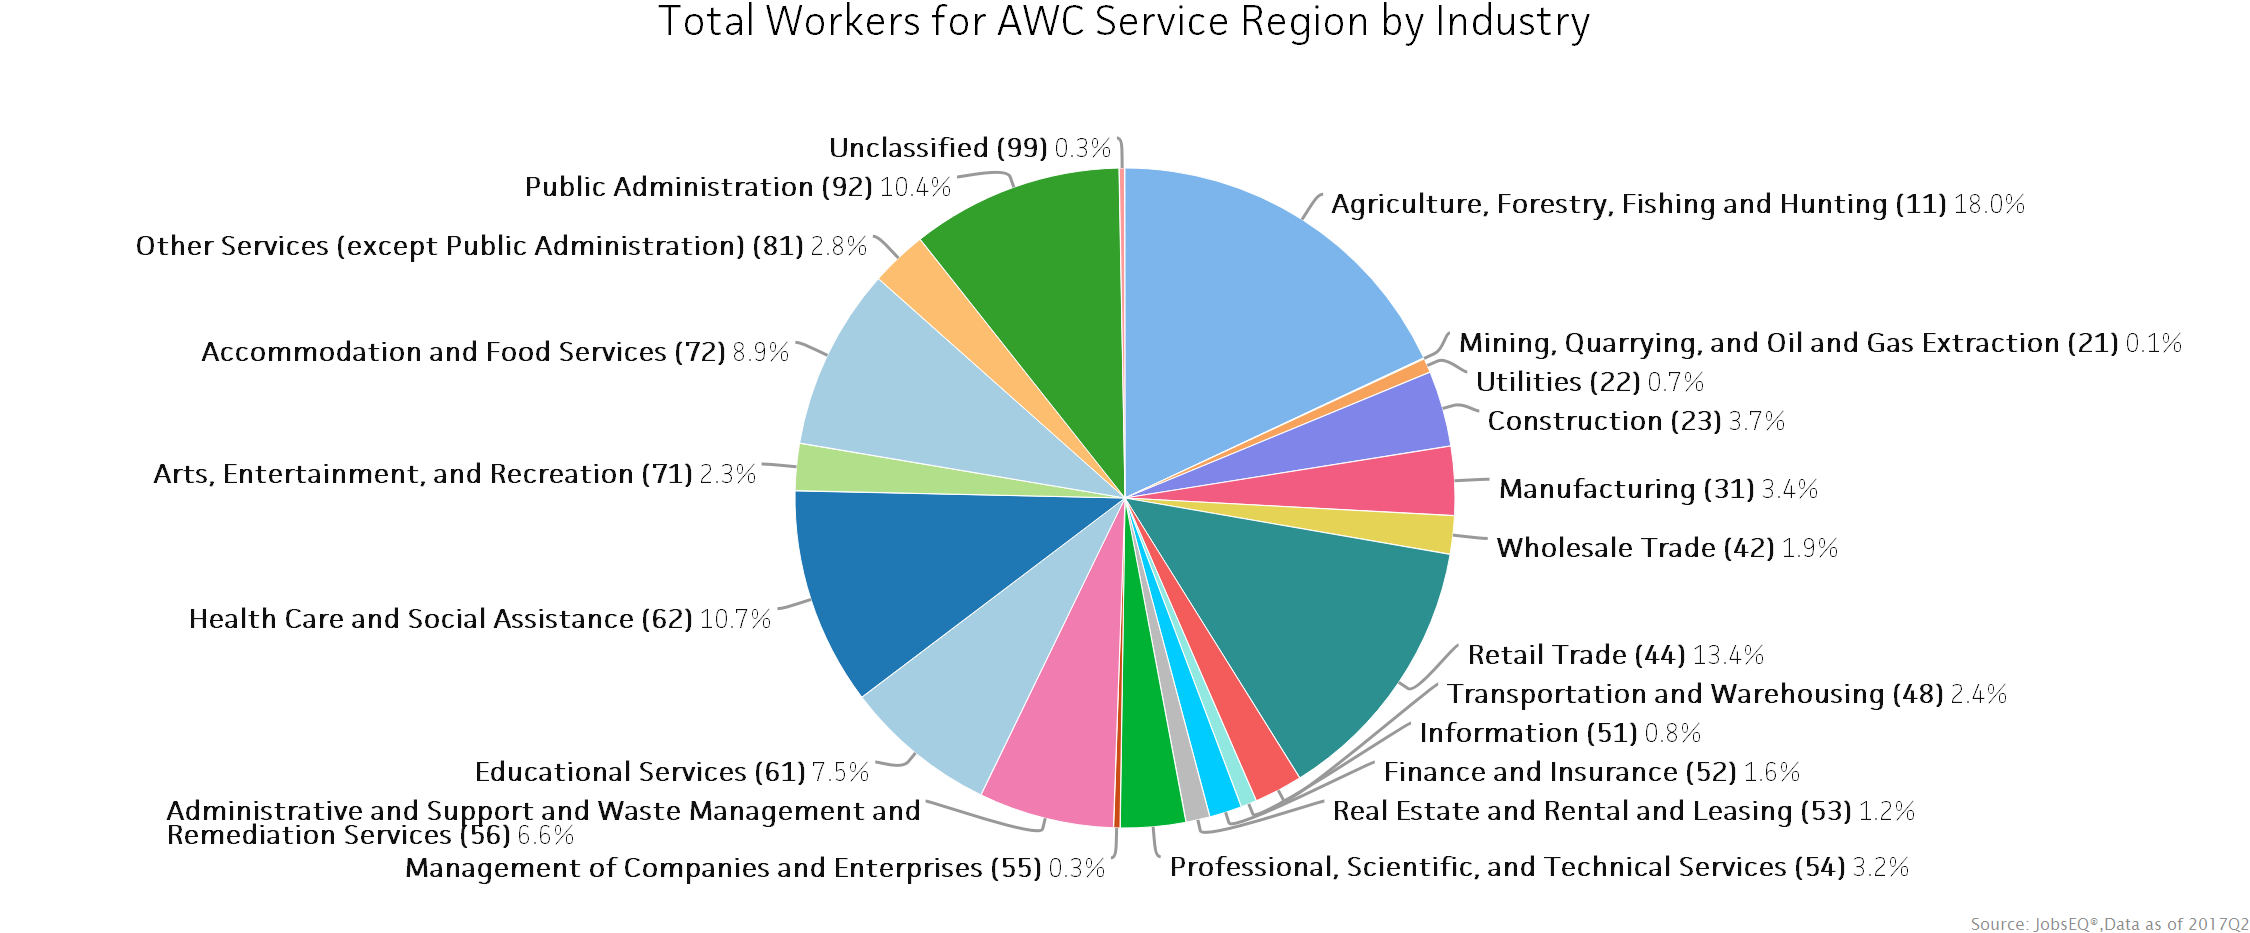 Total Workers for AWC Service Region by Industry
Unclassified (99) 0.3%
Public Administration (92) 10.4%
Agriculture, Forestry, Fishing and Hunting (11) 18.0%
Other Services (except Public Administration) (81) 2.8%
Mining, Quarrying, and Oil and Gas Extraction (21) 0.1%
Accommodation and Food Services (72) 8.9%
Utilities (22) 0.7%
Construction (23) 3.7%
Arts, Entertainment, and Recreation (71) 2.3%
Manufacturing (31) 3.4%
Wholesale Trade (42) 1.9%
Health Care and Social Assistance (62) 10.7%
Retail Trade (44) 13.4%
Transportation and Warehousing (48) 2.4%
Information (51) 0.8%
Educational Services (61) 7.5%
Finance and Insurance (52) 1.6%
Administrative and Support and Waste Management and
Remediation Services (56) 6.6%
Real Estate and Rental and Leasing (53) 1.2%
Management of Companies and Enterprises (55) 0.3%
Professional, Scientific, and Technical Services (54) 3.2%
Source: JobsEQ®,Data as of 2017Q2